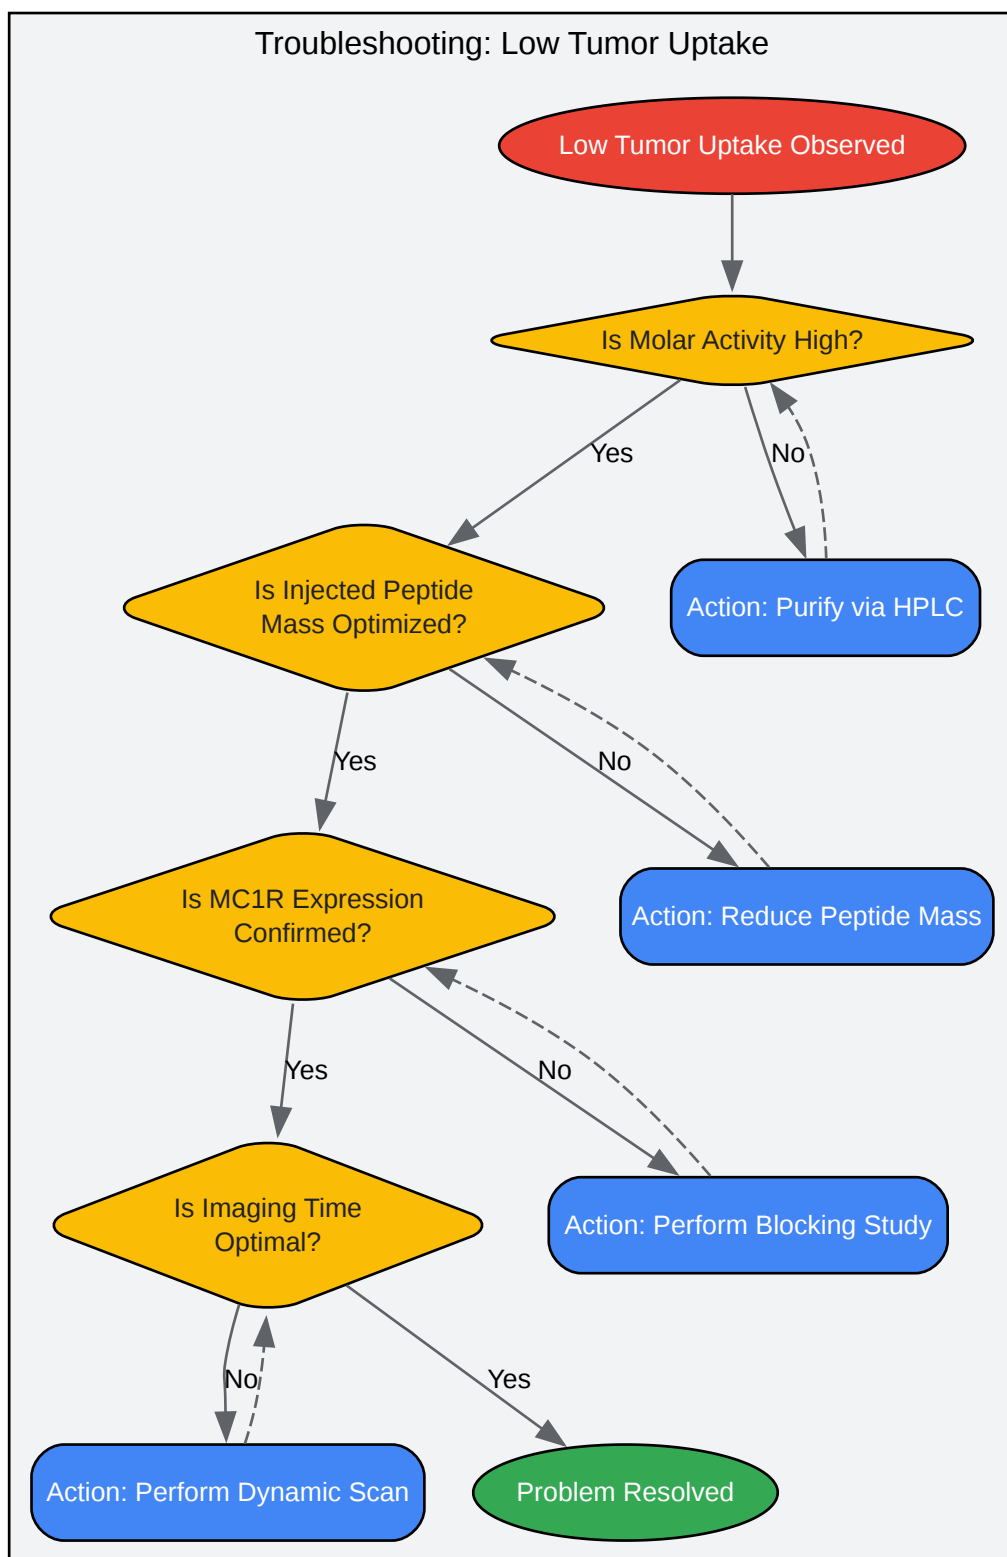 Troubleshooting: Low Tumor Uptake
Low Tumor Uptake Observed
Is Molar Activity High?
Yes
No
Is Injected Peptide
Mass Optimized?
Action: Purify via HPLC
Yes
No
Is MC1R Expression
Confirmed?
Action: Reduce Peptide Mass
Yes
No
Is Imaging Time
Optimal?
Action: Perform Blocking Study
No
Yes
Action: Perform Dynamic Scan
Problem Resolved